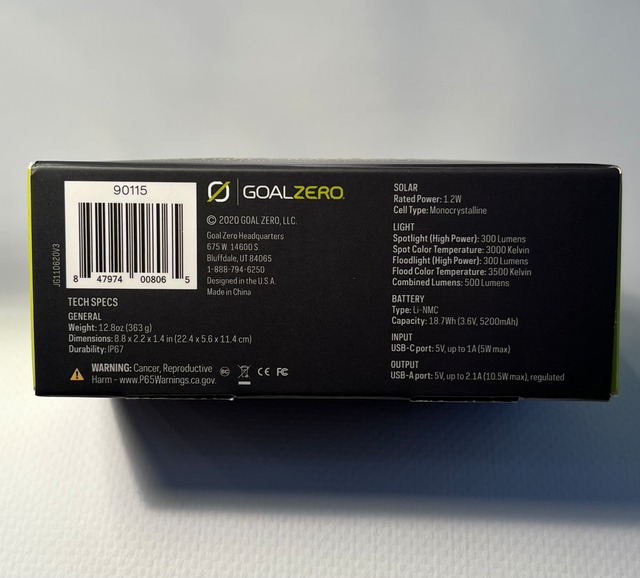 90115
8 47974 00806 5
JG110620V3
GOALZERO.
© 2020 GOAL ZERO, LLC.
Goal Zero Headquarters
675 W. 14600 S.
Bluffdale, UT 84065
1-888-794-6250
Designed in the U.S.A.
Made in China
TECH SPECS
GENERAL
Weight: 12.8oz (363 g)
Dimensions: 8.8 x 2.2 x 1.4 in (22.4 x 5.6 x 11.4 cm)
Durability: IP67
WARNING: Cancer, Reproductive
Harm - www.P65Warnings.ca.gov.
BC CE FC
SOLAR
Rated Power: 1.2W
Cell Type: Monocrystalline
LIGHT
Spotlight (High Power): 300 Lumens
Spot Color Temperature: 3000 Kelvin
Floodlight (High Power): 300 Lumens
Flood Color Temperature: 3500 Kelvin
Combined Lumens: 500 Lumens
BATTERY
Type: Li-NMC
Capacity: 18.7Wh (3.6V, 5200mAh)
INPUT
USB-C port: 5V, up to 1A (5W max)
OUTPUT
USB-A port: 5V, up to 2.1A (10.5W max), regulated